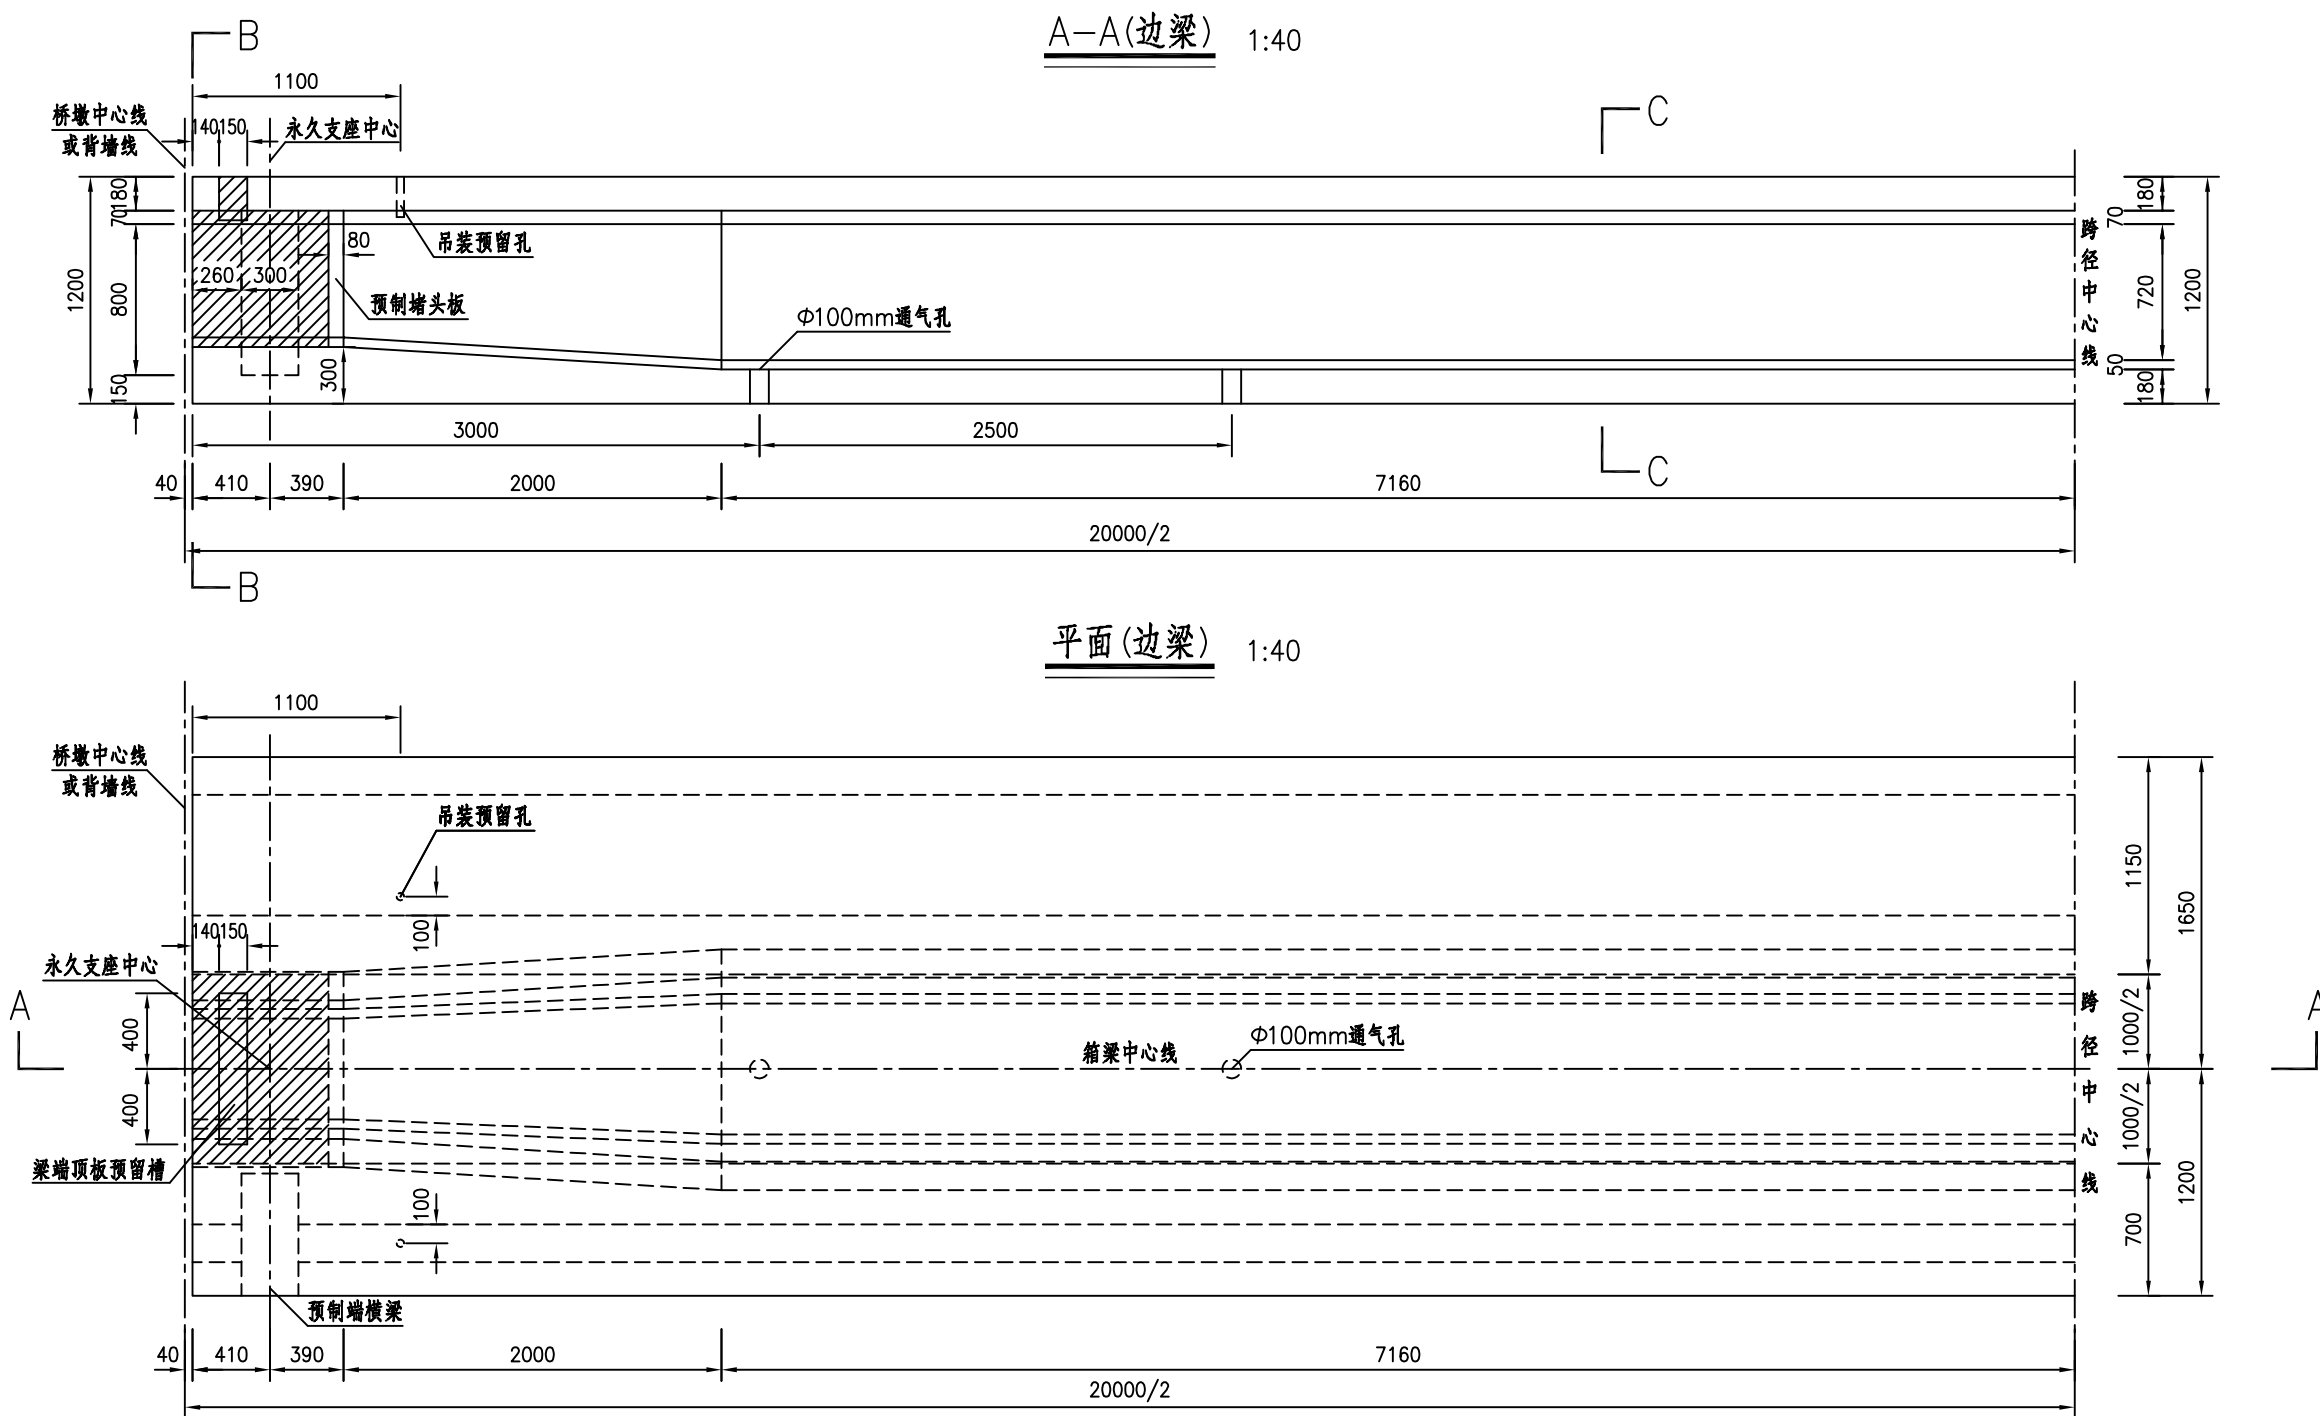 B
A-A(边梁) 1:40
1100
C
桥墩中心线
或背墙线
140
150
永久支座中心
180
70
800
150
1200
80
吊装预留孔
260
300
预制堵头板
300
Φ100mm通气孔
跨径中心线
180
70
720
50
180
1200
3000
2500
C
40
410
390
2000
7160
20000/2
B
平面(边梁) 1:40
1100
桥墩中心线
或背墙线
吊装预留孔
100
140
150
永久支座中心
A
400
400
箱梁中心线
Φ100mm通气孔
跨径中心线
1150
1650
1000/2
1000/2
1200
700
A
梁端顶板预留槽
100
预制端横梁
40
410
390
2000
7160
20000/2